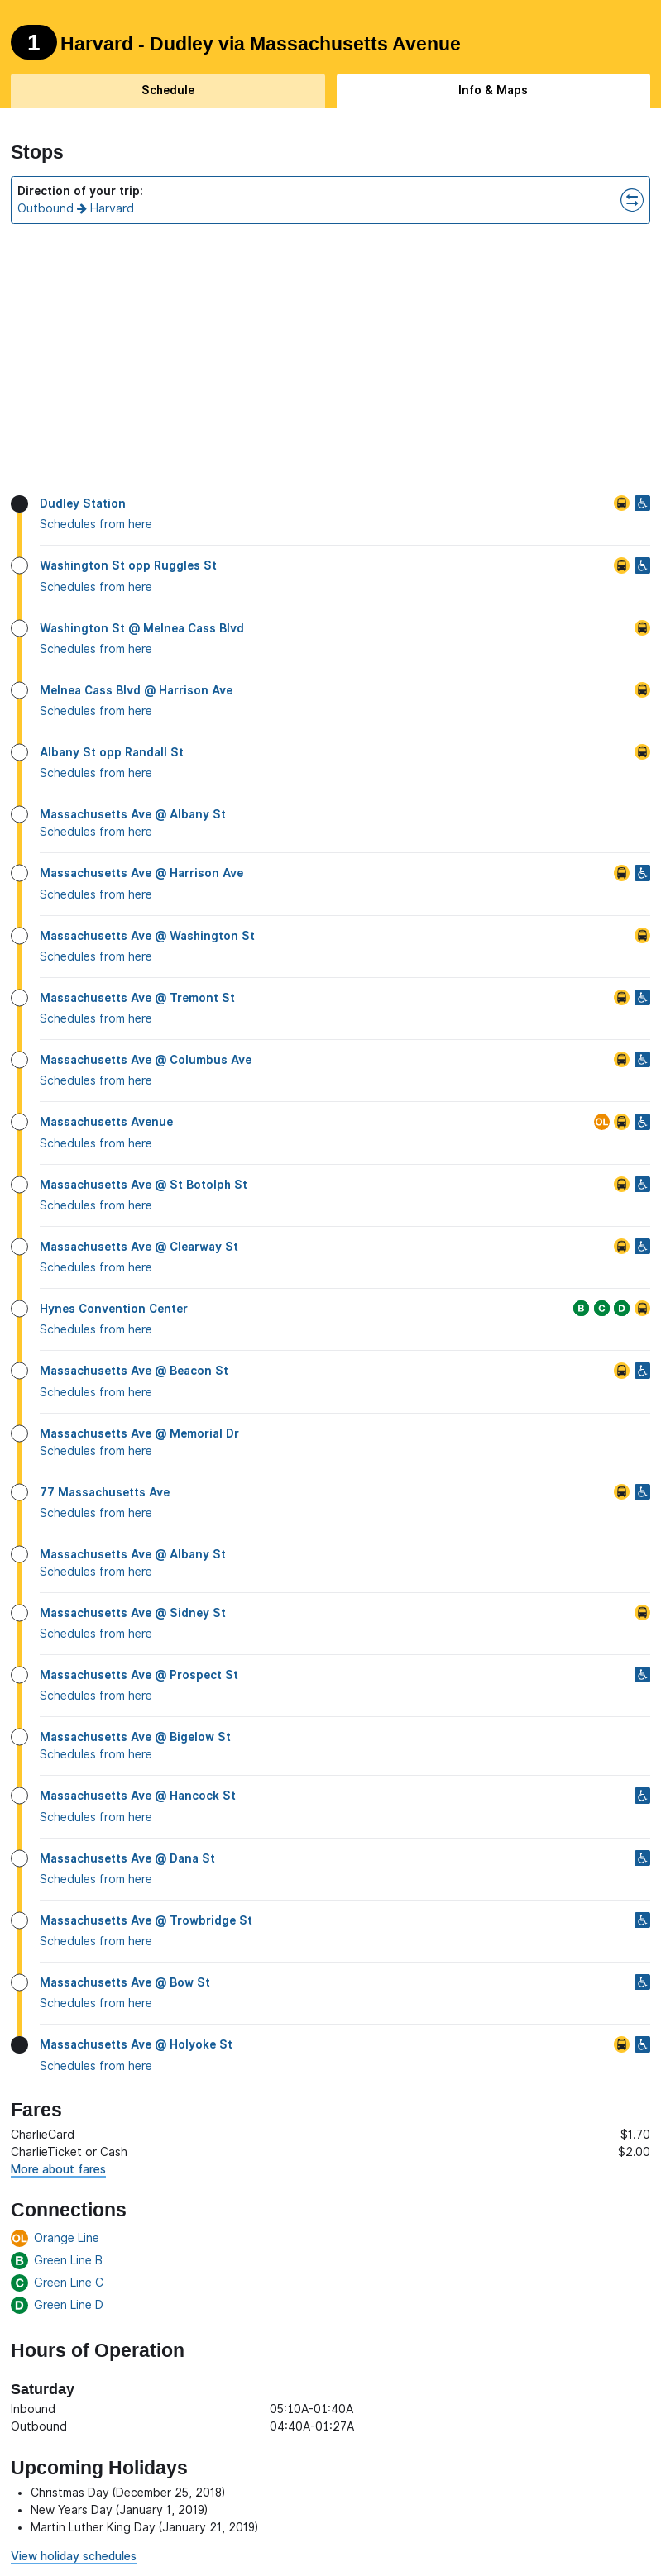 1 Harvard - Dudley via Massachusetts Avenue
Schedule
Info & Maps
Stops
Direction of your trip:
Outbound → Harvard
Dudley Station
Schedules from here
Washington St opp Ruggles St
Schedules from here
Washington St @ Melnea Cass Blvd
Schedules from here
Melnea Cass Blvd @ Harrison Ave
Schedules from here
Albany St opp Randall St
Schedules from here
Massachusetts Ave @ Albany St
Schedules from here
Massachusetts Ave @ Harrison Ave
Schedules from here
Massachusetts Ave @ Washington St
Schedules from here
Massachusetts Ave @ Tremont St
Schedules from here
Massachusetts Ave @ Columbus Ave
Schedules from here
Massachusetts Avenue OL
Schedules from here
Massachusetts Ave @ St Botolph St
Schedules from here
Massachusetts Ave @ Clearway St
Schedules from here
Hynes Convention Center B C D
Schedules from here
Massachusetts Ave @ Beacon St
Schedules from here
Massachusetts Ave @ Memorial Dr
Schedules from here
77 Massachusetts Ave
Schedules from here
Massachusetts Ave @ Albany St
Schedules from here
Massachusetts Ave @ Sidney St
Schedules from here
Massachusetts Ave @ Prospect St
Schedules from here
Massachusetts Ave @ Bigelow St
Schedules from here
Massachusetts Ave @ Hancock St
Schedules from here
Massachusetts Ave @ Dana St
Schedules from here
Massachusetts Ave @ Trowbridge St
Schedules from here
Massachusetts Ave @ Bow St
Schedules from here
Massachusetts Ave @ Holyoke St
Schedules from here
Fares
CharlieCard $1.70
CharlieTicket or Cash $2.00
More about fares
Connections
OL Orange Line
B Green Line B
C Green Line C
D Green Line D
Hours of Operation
Saturday
Inbound 05:10A-01:40A
Outbound 04:40A-01:27A
Upcoming Holidays
• Christmas Day (December 25, 2018)
• New Years Day (January 1, 2019)
• Martin Luther King Day (January 21, 2019)
View holiday schedules